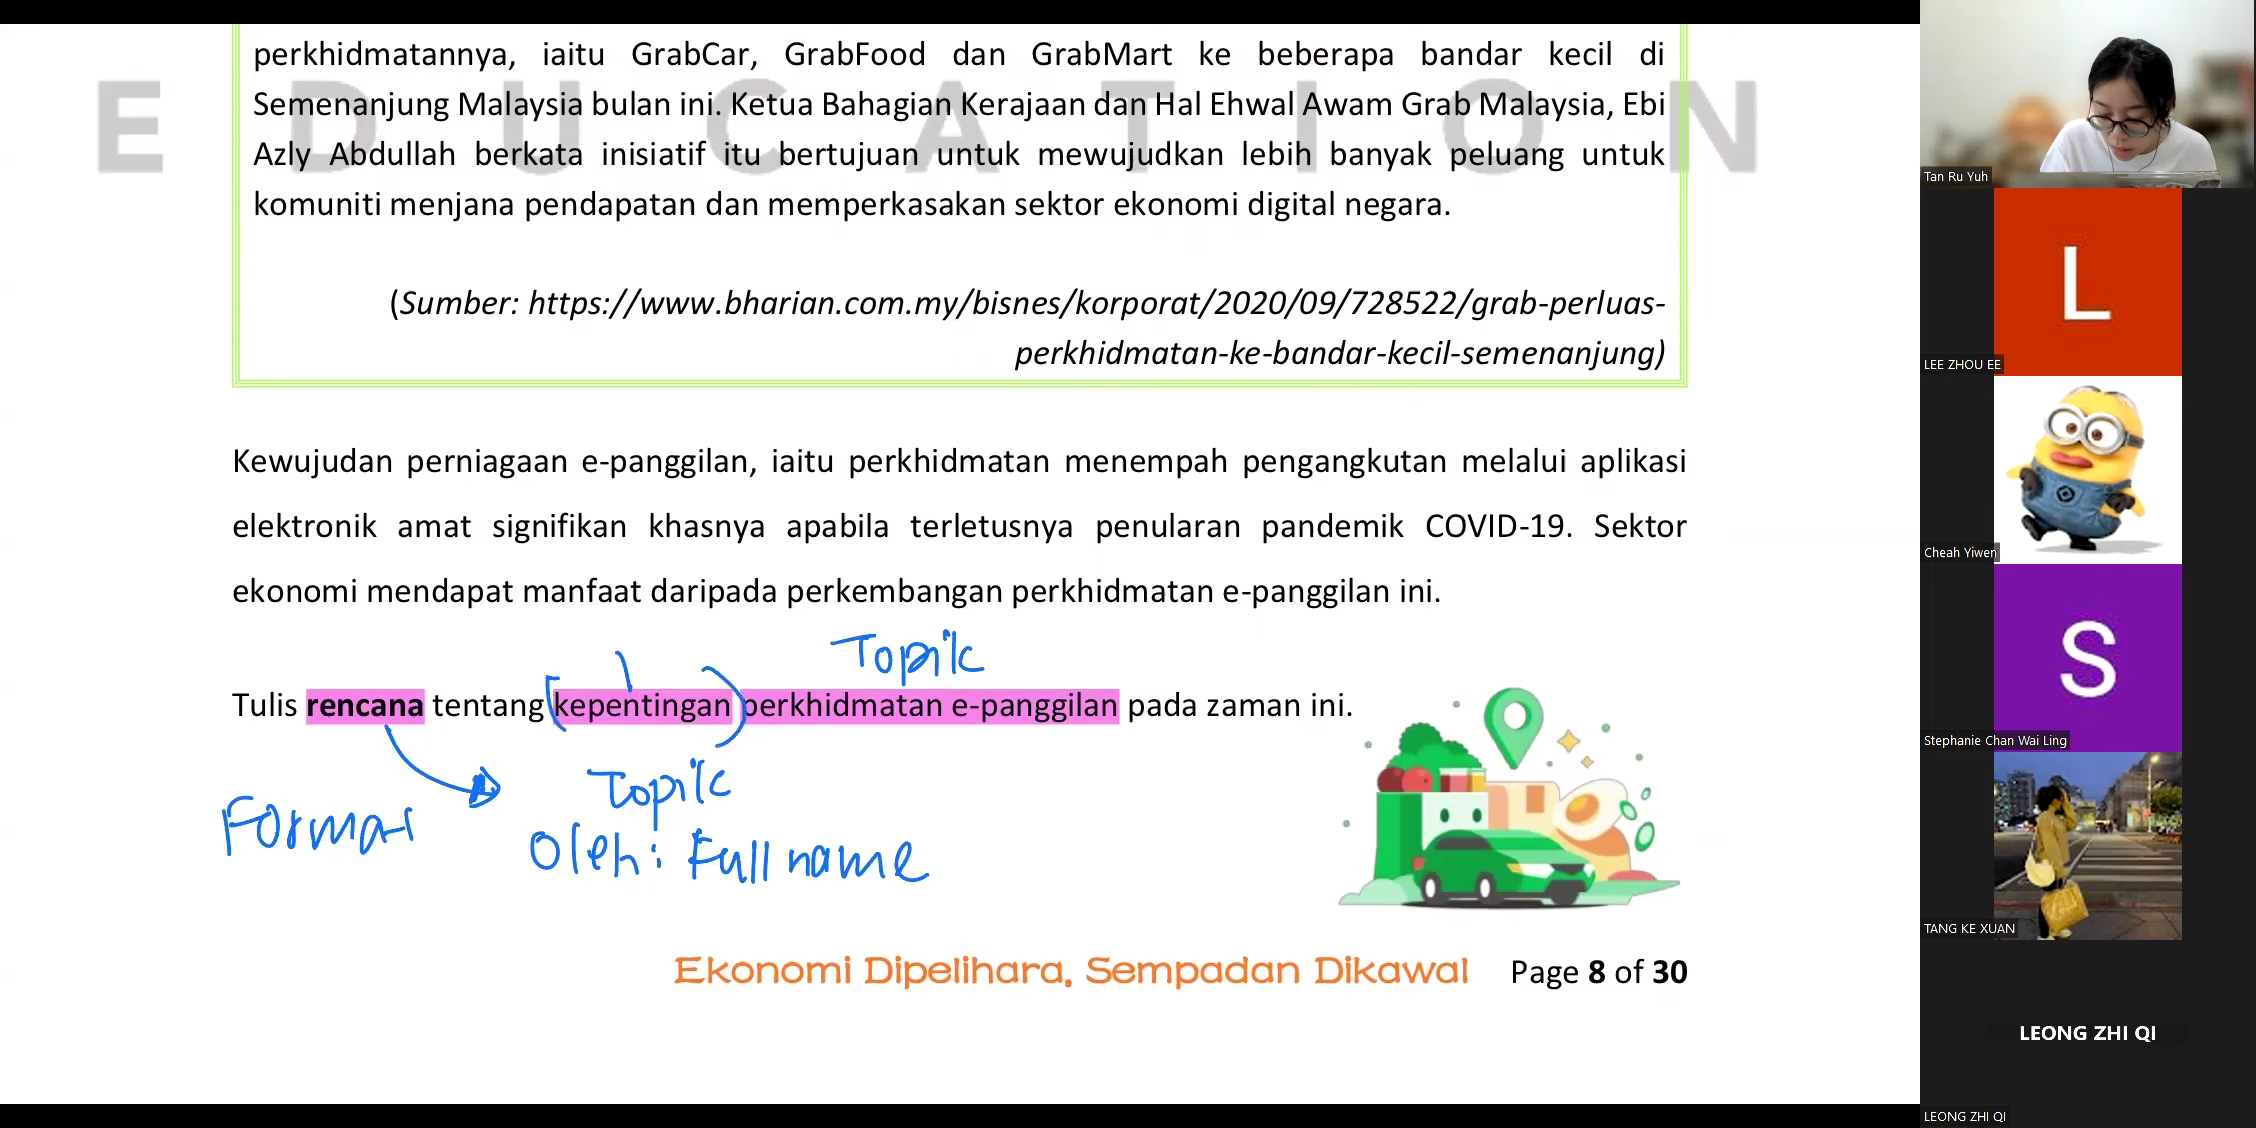 perkhidmatannya, iaitu GrabCar, GrabFood dan GrabMart ke beberapa bandar kecil di
Semenanjung Malaysia bulan ini. Ketua Bahagian Kerajaan dan Hal Ehwal Awam Grab Malaysia, Ebi
Azly Abdullah berkata inisiatif itu bertujuan untuk mewujudkan lebih banyak peluang untuk
komuniti menjana pendapatan dan memperkasakan sektor ekonomi digital negara.
EDUCATION
(Sumber: https://www.bharian.com.my/bisnes/korporat/2020/09/728522/grab-perluas-
perkhidmatan-ke-bandar-kecil-semenanjung)
Kewujudan perniagaan e-panggilan, iaitu perkhidmatan menempah pengangkutan melalui aplikasi
elektronik amat signifikan khasnya apabila terletusnya penularan pandemik COVID-19. Sektor
ekonomi mendapat manfaat daripada perkembangan perkhidmatan e-panggilan ini.
Topik
Tulis rencana tentang (kepentingan) perkhidmatan e-panggilan pada zaman ini.
Format
Topik
Oleh: Full name
Ekonomi Dipelihara, Sempadan Dikawal Page 8 of 30
Tan Ru Yuh
L
LEE ZHOU EE
Cheah Yiwen
S
Stephanie Chan Wai Ling
TANG KE XUAN
LEONG ZHI QI
LEONG ZHI QI